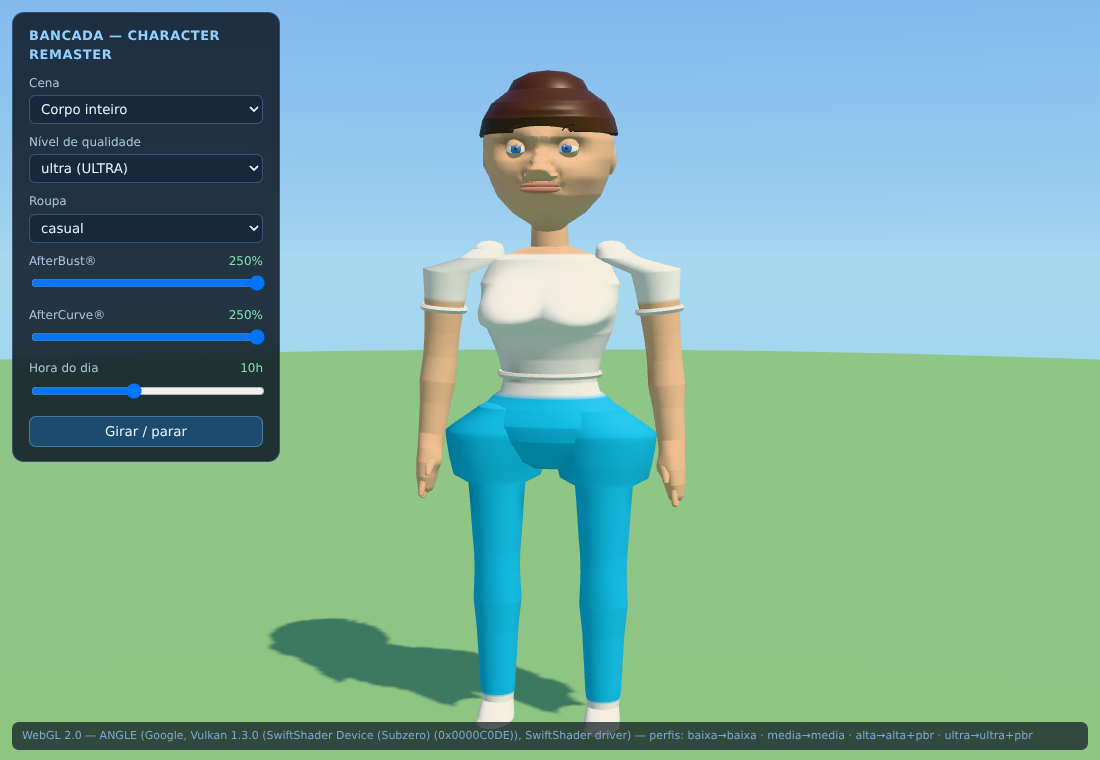 BANCADA — CHARACTER
REMASTER
Cena
Corpo inteiro
Nível de qualidade
ultra (ULTRA)
Roupa
casual
AfterBust® 250%
AfterCurve® 250%
Hora do dia 10h
Girar / parar
WebGL 2.0 — ANGLE (Google, Vulkan 1.3.0 (SwiftShader Device (Subzero) (0x0000C0DE)), SwiftShader driver) — perfis: baixa→baixa · media→media · alta→alta+pbr · ultra→ultra+pbr